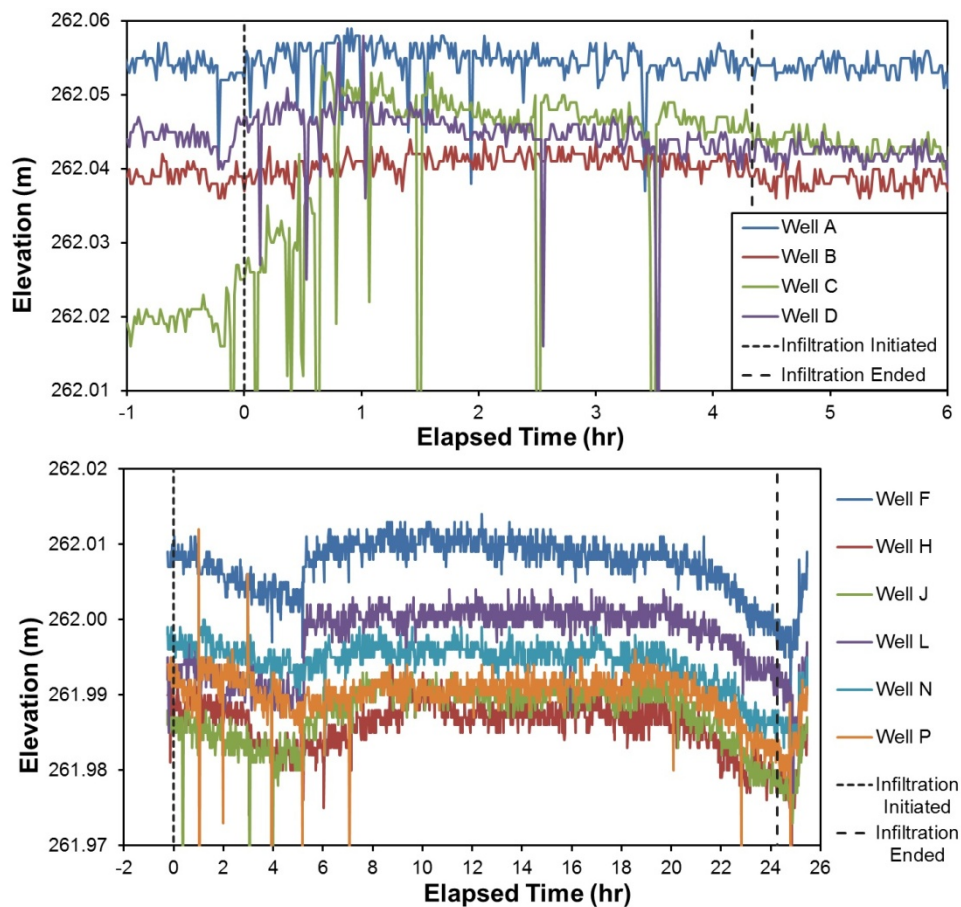 262.06
262.05
262.04
262.03
262.02
262.01
Elevation (m)
-1 0 1 2 3 4 5 6
Elapsed Time (hr)
Well A
Well B
Well C
Well D
Infiltration Initiated
Infiltration Ended
262.02
262.01
262.00
261.99
261.98
261.97
Elevation (m)
-2 0 2 4 6 8 10 12 14 16 18 20 22 24 26
Elapsed Time (hr)
Well F
Well H
Well J
Well L
Well N
Well P
Infiltration
Initiated
Infiltration
Ended